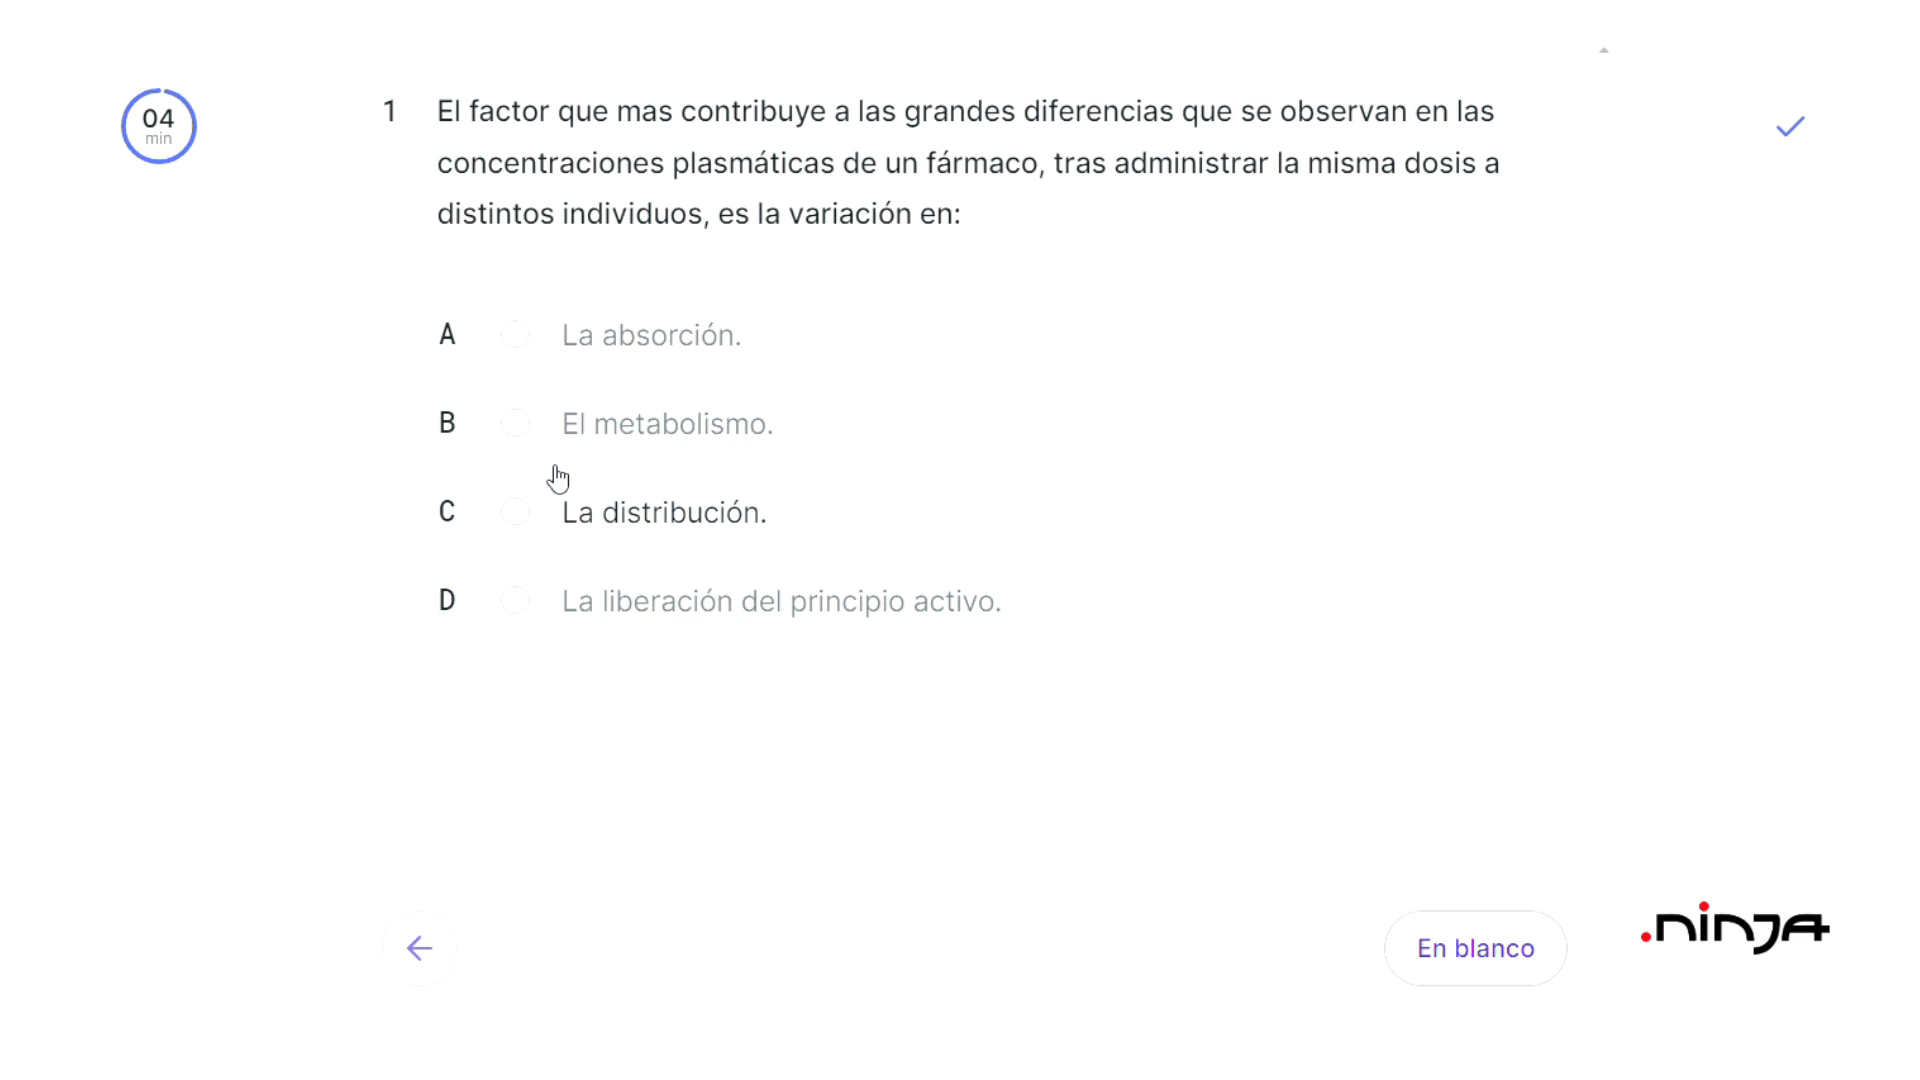 04
min
1 El factor que mas contribuye a las grandes diferencias que se observan en las
concentraciones plasmáticas de un fármaco, tras administrar la misma dosis a
distintos individuos, es la variación en:
A La absorción.
B El metabolismo.
C La distribución.
D La liberación del principio activo.
En blanco
.ninja